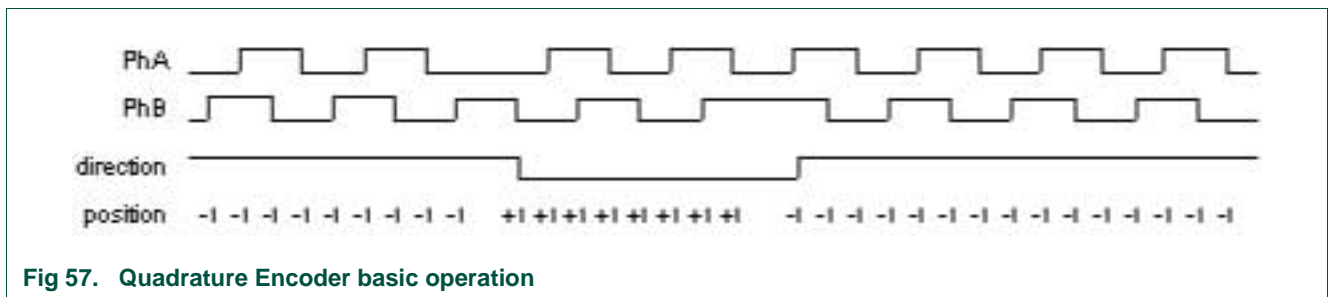 PhA
PhB
direction
position -1 -1 -1 -1 -1 -1 -1 -1 -1 +1 +1 +1 +1 +1 +1 +1 +1 -1 -1 -1 -1 -1 -1 -1 -1 -1 -1 -1 -1 -1 -1 -1
Fig 57. Quadrature Encoder basic operation